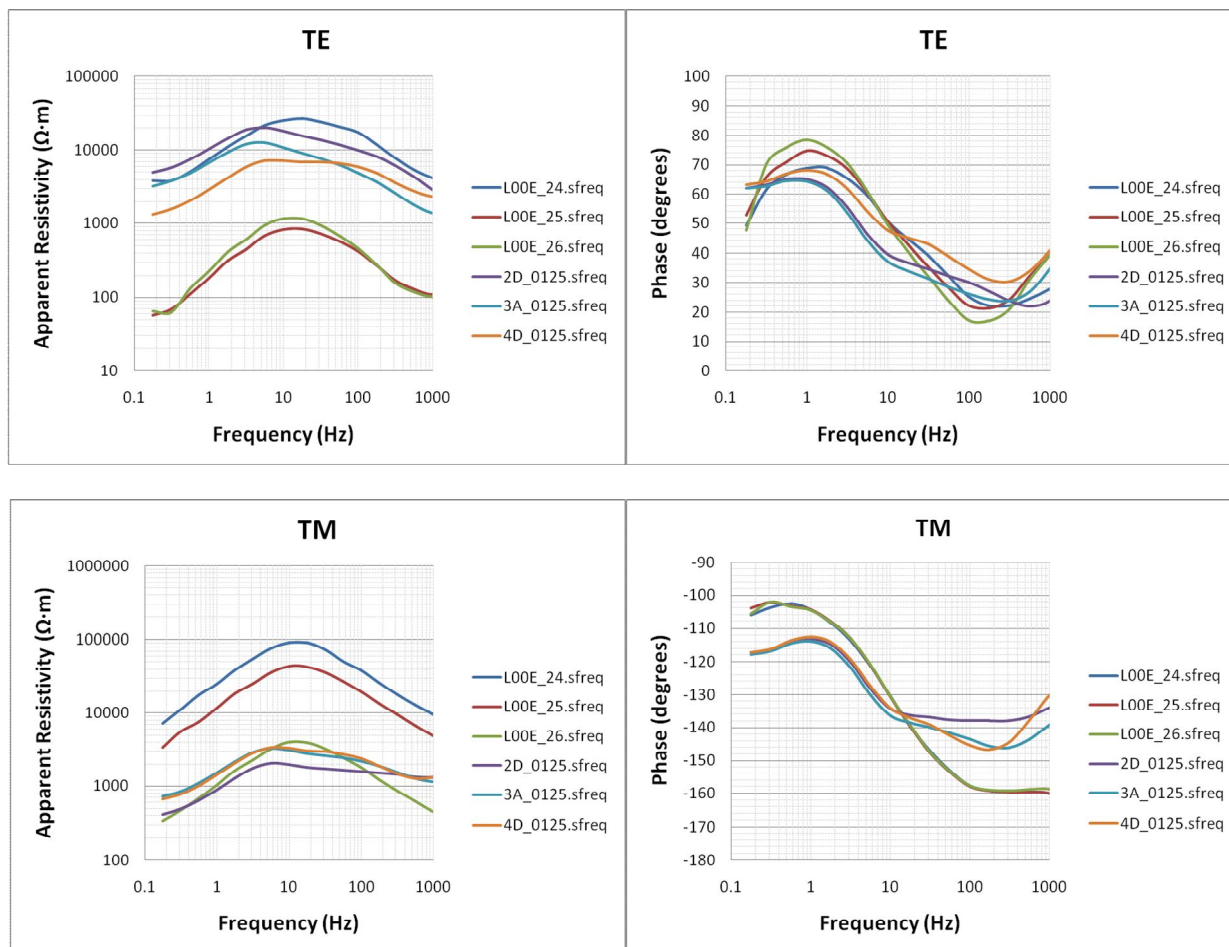 TE
Apparent Resistivity (Ω·m)
100000
10000
1000
100
10
0.1 1 10 100 1000
Frequency (Hz)
L00E_24.sfreq
L00E_25.sfreq
L00E_26.sfreq
2D_0125.sfreq
3A_0125.sfreq
4D_0125.sfreq
TE
Phase (degrees)
100
90
80
70
60
50
40
30
20
10
0
0.1 1 10 100 1000
Frequency (Hz)
L00E_24.sfreq
L00E_25.sfreq
L00E_26.sfreq
2D_0125.sfreq
3A_0125.sfreq
4D_0125.sfreq
TM
Apparent Resistivity (Ω·m)
1000000
100000
10000
1000
100
0.1 1 10 100 1000
Frequency (Hz)
L00E_24.sfreq
L00E_25.sfreq
L00E_26.sfreq
2D_0125.sfreq
3A_0125.sfreq
4D_0125.sfreq
TM
Phase (degrees)
-90
-100
-110
-120
-130
-140
-150
-160
-170
-180
0.1 1 10 100 1000
Frequency (Hz)
L00E_24.sfreq
L00E_25.sfreq
L00E_26.sfreq
2D_0125.sfreq
3A_0125.sfreq
4D_0125.sfreq